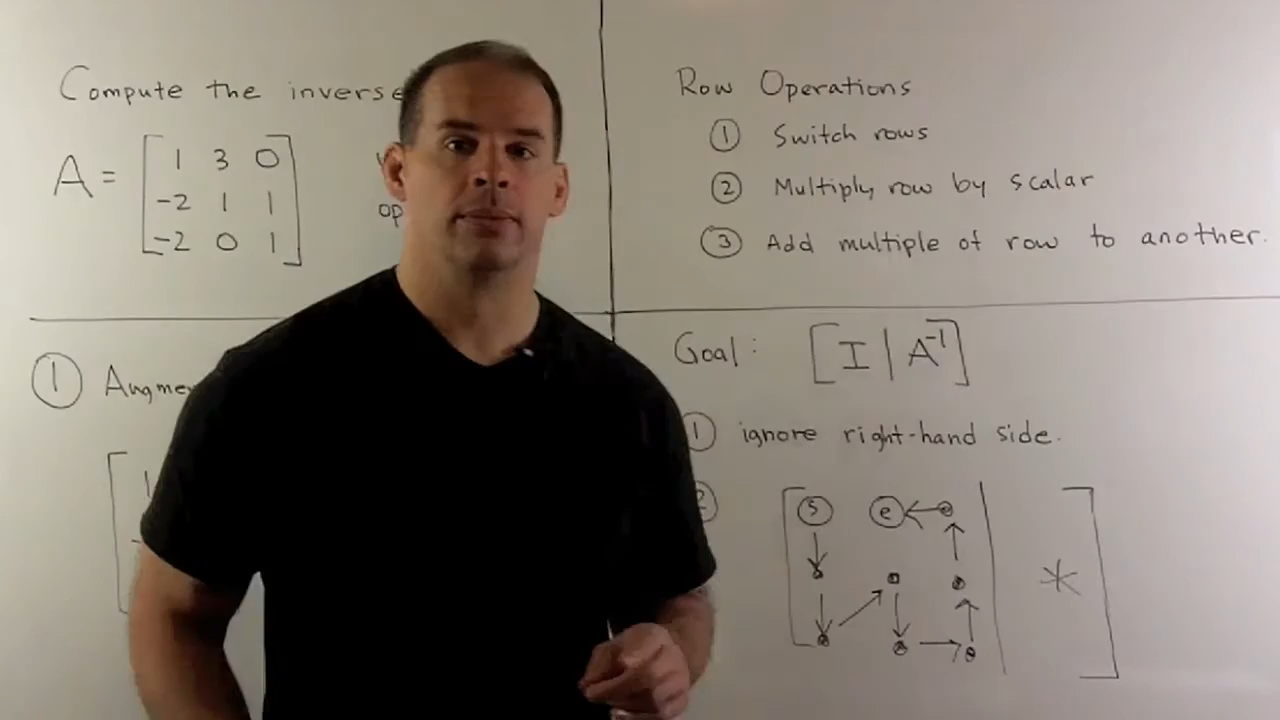 Compute the inverse
A = [ 1 3 0
-2 1 1
-2 0 1 ]
Row Operations
① Switch rows
② Multiply row by scalar
③ Add multiple of row to another.
①
Goal: [ I | A⁻¹ ]
1 ignore right-hand side.
2
s e
*